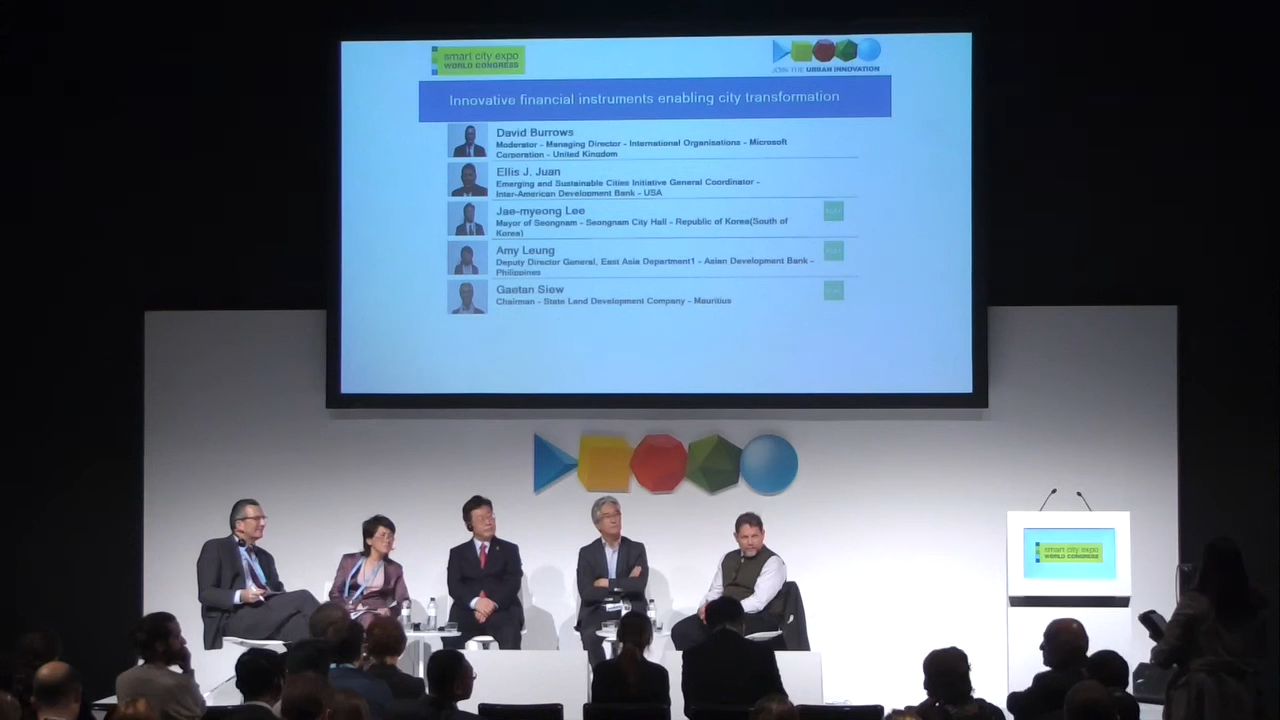 smart city expo
WORLD CONGRESS
JOIN THE URBAN INNOVATION
Innovative financial instruments enabling city transformation
David Burrows
Moderator - Managing Director - International Organisations - Microsoft
Corporation - United Kingdom
Ellis J. Juan
Emerging and Sustainable Cities Initiative General Coordinator -
Inter-American Development Bank - USA
Jae-myeong Lee
Mayor of Seongnam - Seongnam City Hall - Republic of Korea(South of
Korea)
Amy Leung
Deputy Director General, East Asia Department1 - Asian Development Bank -
Philippines
Gaetan Siew
Chairman - State Land Development Company - Mauritius
smart city expo
WORLD CONGRESS